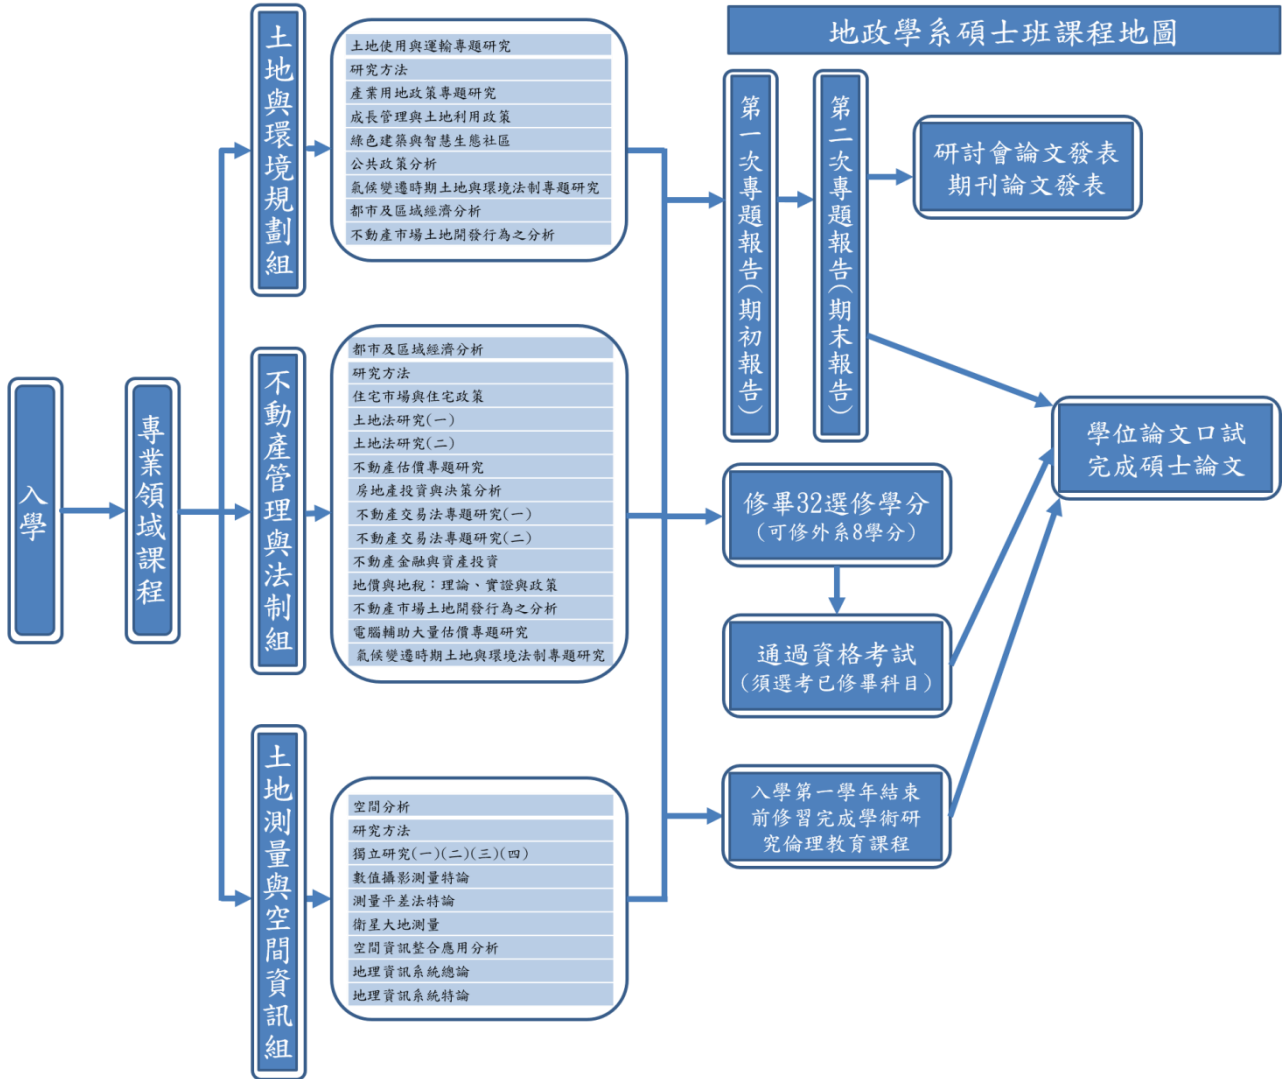 地政學系碩士班課程地圖
入學
專業領域課程
土地與環境規劃組
土地使用與運輸專題研究
研究方法
產業用地政策專題研究
成長管理與土地利用政策
綠色建築與智慧生態社區
公共政策分析
氣候變遷時期土地與環境法制專題研究
都市及區域經濟分析
不動產市場土地開發行為之分析
不動產管理與法制組
都市及區域經濟分析
研究方法
住宅市場與住宅政策
土地法研究(一)
土地法研究(二)
不動產估價專題研究
房地產投資與決策分析
不動產交易法專題研究(一)
不動產交易法專題研究(二)
不動產金融與資產投資
地價與地稅：理論、實證與政策
不動產市場土地開發行為之分析
電腦輔助大量估價專題研究
氣候變遷時期土地與環境法制專題研究
土地測量與空間資訊組
空間分析
研究方法
獨立研究(一)(二)(三)(四)
數值攝影測量特論
測量平差法特論
衛星大地測量
空間資訊整合應用分析
地理資訊系統總論
地理資訊系統特論
第一次專題報告(期初報告)
第二次專題報告(期末報告)
研討會論文發表
期刊論文發表
修畢32選修學分
(可修外系8學分)
通過資格考試
(須選考已修畢科目)
入學第一學年結束
前修習完成學術研
究倫理教育課程
學位論文口試
完成碩士論文